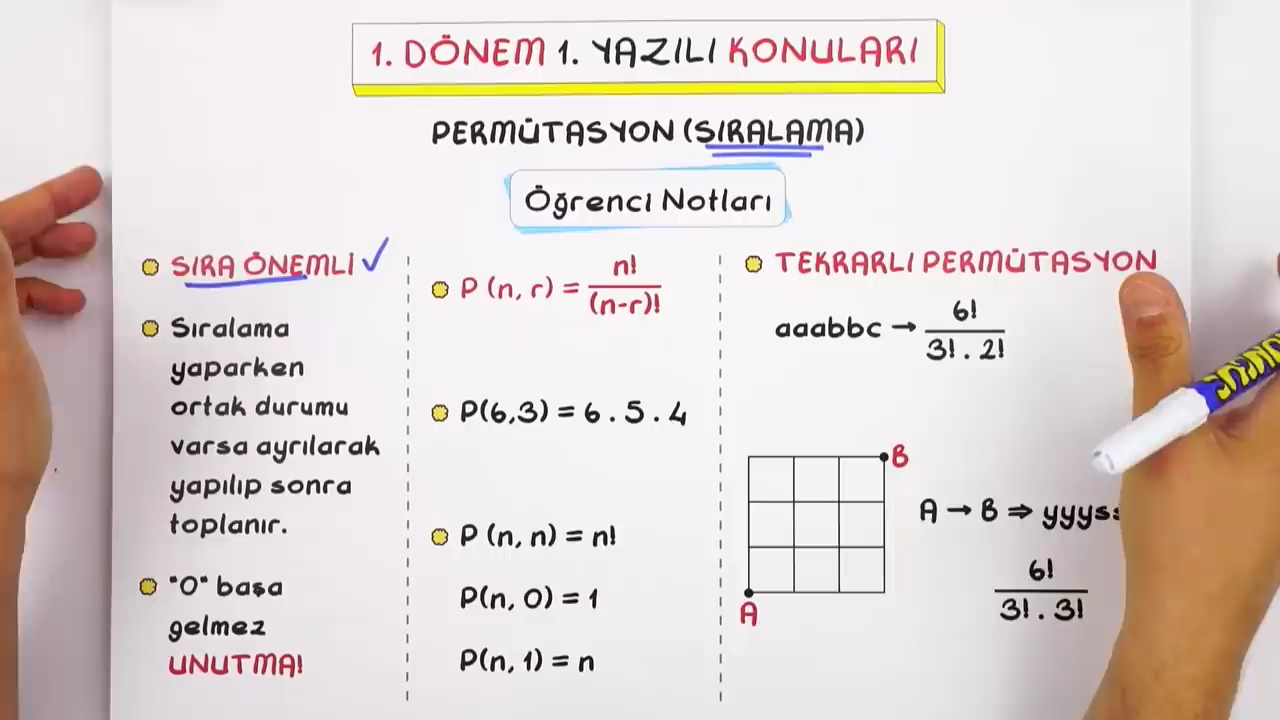 1. DÖNEM 1. YAZILI KONULARI
PERMÜTASYON (SIRALAMA)
Öğrenci Notları
SIRA ÖNEMLİ ✓
Sıralama
yaparken
ortak durumu
varsa ayrılarak
yapılıp sonra
toplanır.
"0" başa
gelmez
UNUTMA!
P (n, r) = n! / (n-r)!
P(6,3) = 6 . 5 . 4
P (n, n) = n!
P(n, 0) = 1
P(n, 1) = n
TEKRARLI PERMÜTASYON
aaabbc → 6! / 3! . 2!
B
A → B ⇒
6! / 3! . 3!
A